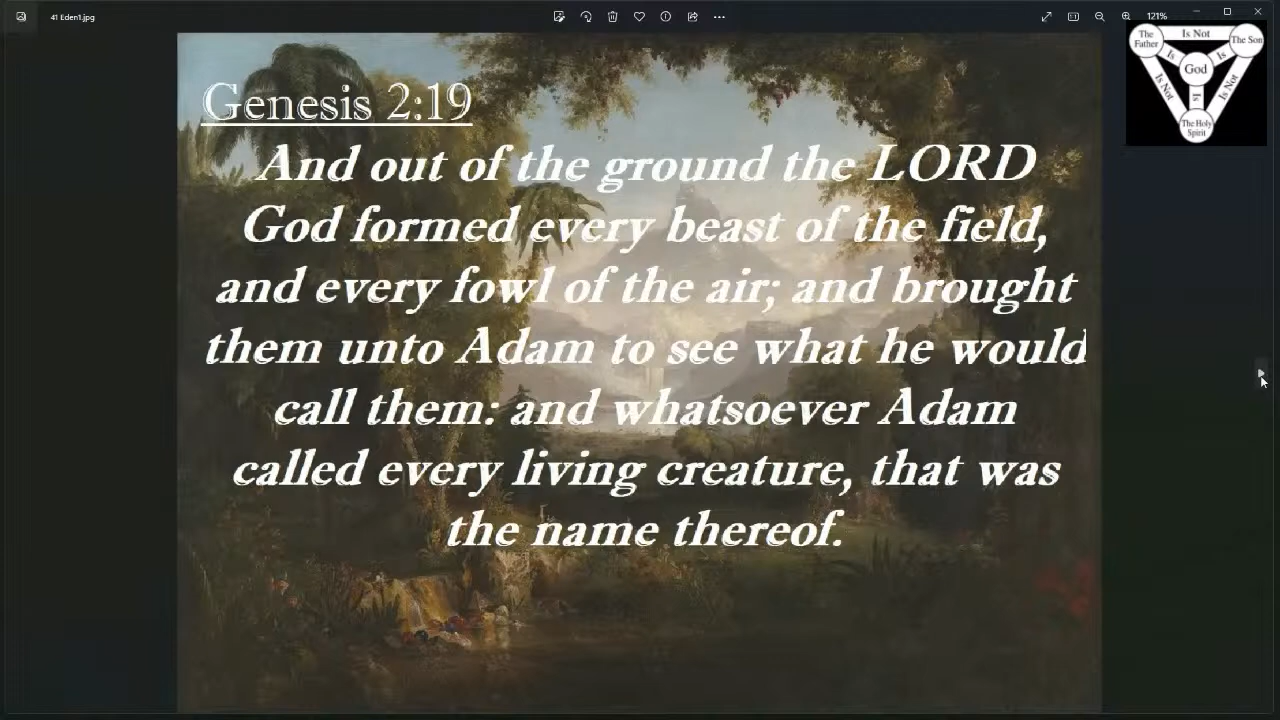 41 Eden1.jpg
121%
The Father
Is Not
The Son
Is
God
Is
Is Not
Is
Is Not
The Holy Spirit
Genesis 2:19
And out of the ground the LORD
God formed every beast of the field,
and every fowl of the air; and brought
them unto Adam to see what he would
call them: and whatsoever Adam
called every living creature, that was
the name thereof.